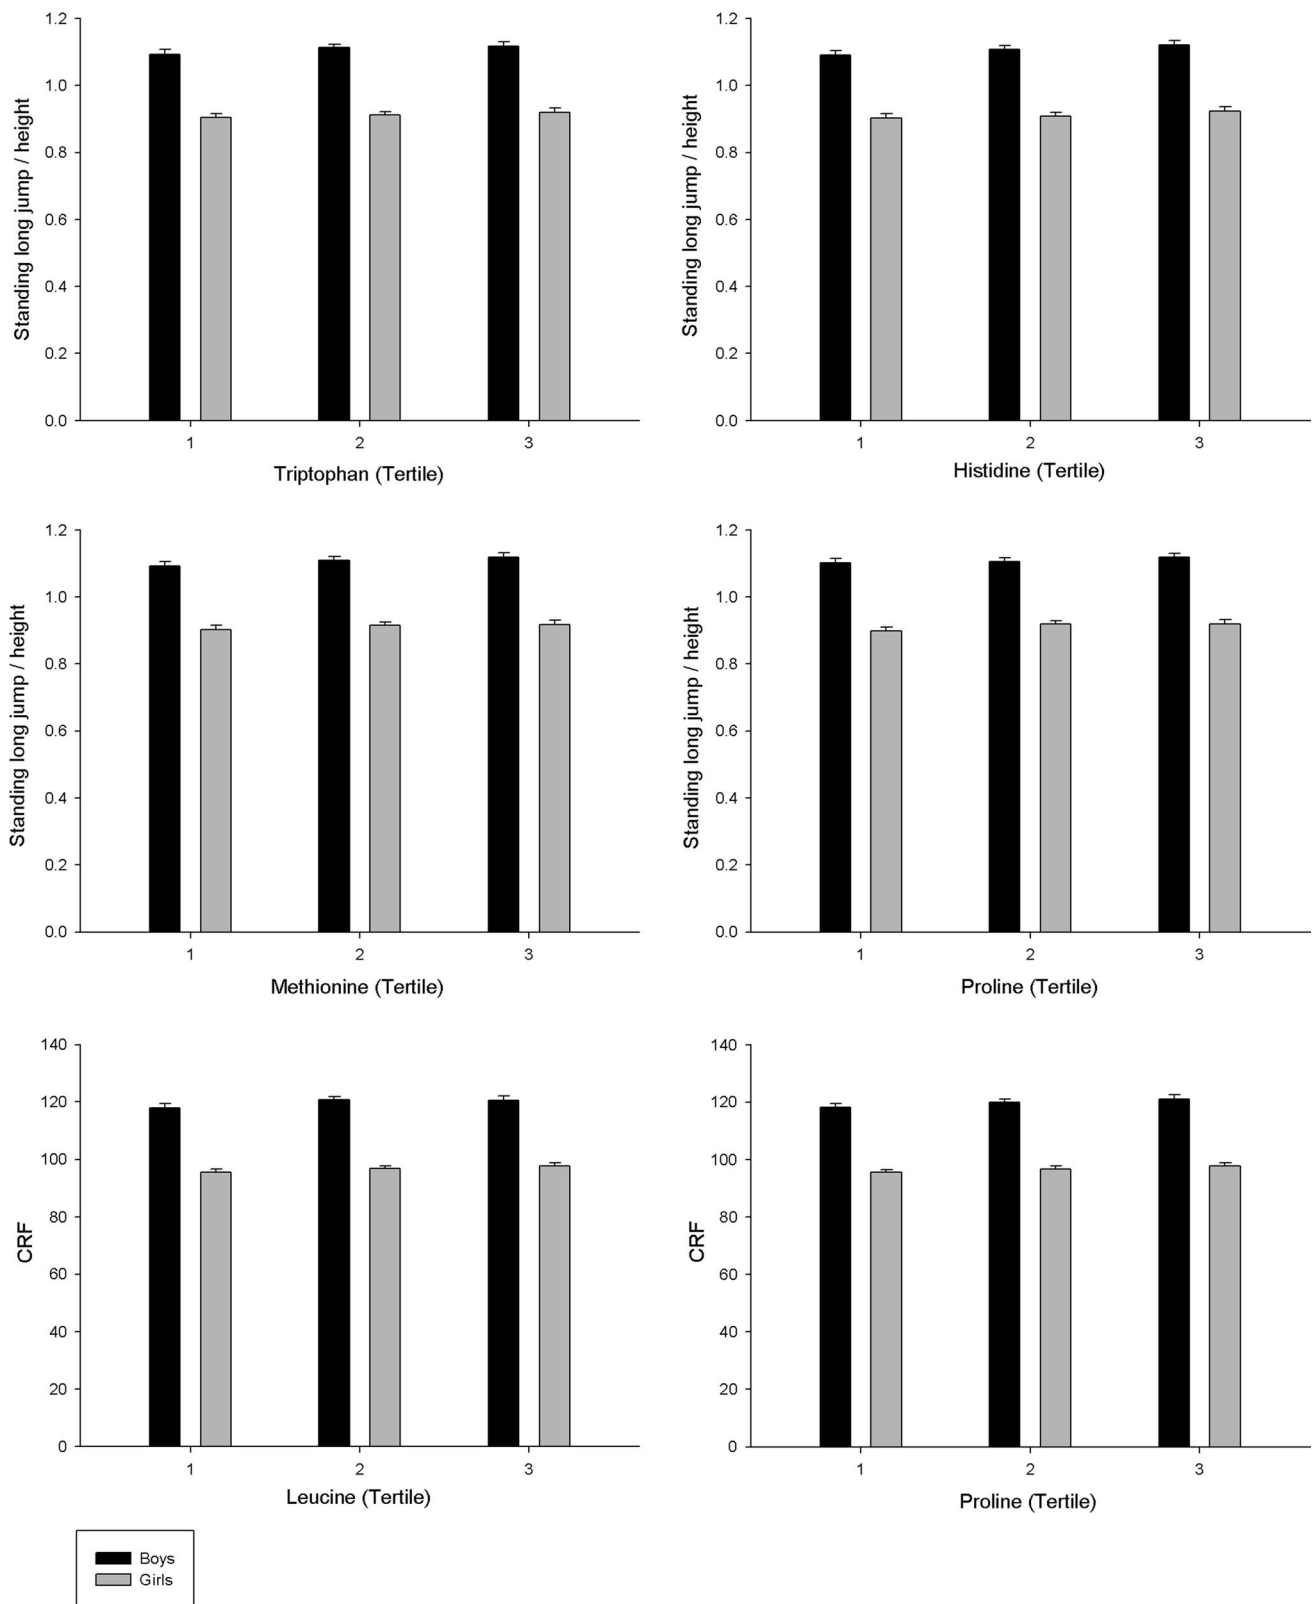 1.2
1.0
0.8
0.6
0.4
0.2
0.0
Standing long jump / height
1 2 3
Triptophan (Tertile)
1.2
1.0
0.8
0.6
0.4
0.2
0.0
Standing long jump / height
1 2 3
Histidine (Tertile)
1.2
1.0
0.8
0.6
0.4
0.2
0.0
Standing long jump / height
1 2 3
Methionine (Tertile)
1.2
1.0
0.8
0.6
0.4
0.2
0.0
Standing long jump / height
1 2 3
Proline (Tertile)
140
120
100
80
60
40
20
0
CRF
1 2 3
Leucine (Tertile)
140
120
100
80
60
40
20
0
CRF
1 2 3
Proline (Tertile)
Boys
Girls